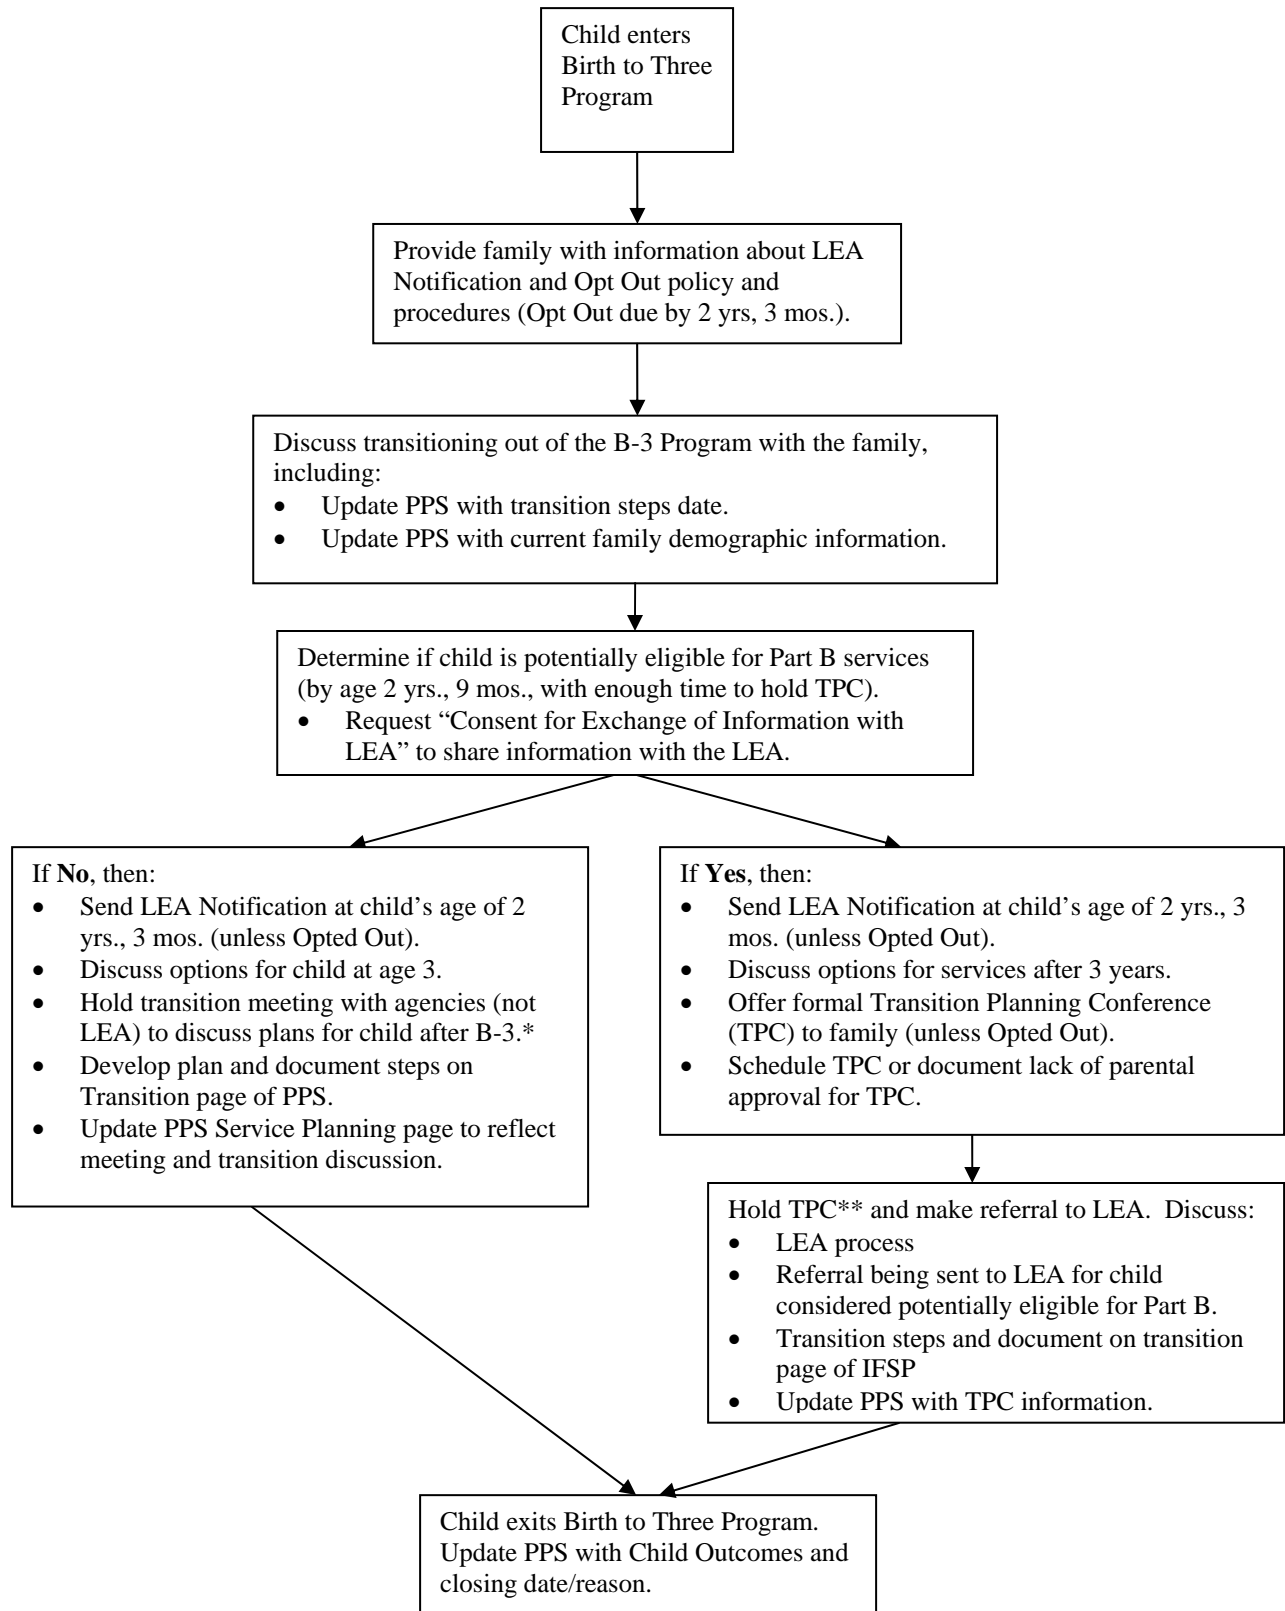 Child enters
Birth to Three
Program
Provide family with information about LEA
Notification and Opt Out policy and
procedures (Opt Out due by 2 yrs, 3 mos.).
Discuss transitioning out of the B-3 Program with the family,
including:
• Update PPS with transition steps date.
• Update PPS with current family demographic information.
Determine if child is potentially eligible for Part B services
(by age 2 yrs., 9 mos., with enough time to hold TPC).
• Request “Consent for Exchange of Information with
LEA” to share information with the LEA.
If No, then:
• Send LEA Notification at child’s age of 2
yrs., 3 mos. (unless Opted Out).
• Discuss options for child at age 3.
• Hold transition meeting with agencies (not
LEA) to discuss plans for child after B-3.*
• Develop plan and document steps on
Transition page of PPS.
• Update PPS Service Planning page to reflect
meeting and transition discussion.
If Yes, then:
• Send LEA Notification at child’s age of 2 yrs., 3
mos. (unless Opted Out).
• Discuss options for services after 3 years.
• Offer formal Transition Planning Conference
(TPC) to family (unless Opted Out).
• Schedule TPC or document lack of parental
approval for TPC.
Hold TPC** and make referral to LEA.  Discuss:
• LEA process
• Referral being sent to LEA for child
considered potentially eligible for Part B.
• Transition steps and document on transition
page of IFSP
• Update PPS with TPC information.
Child exits Birth to Three Program.
Update PPS with Child Outcomes and
closing date/reason.